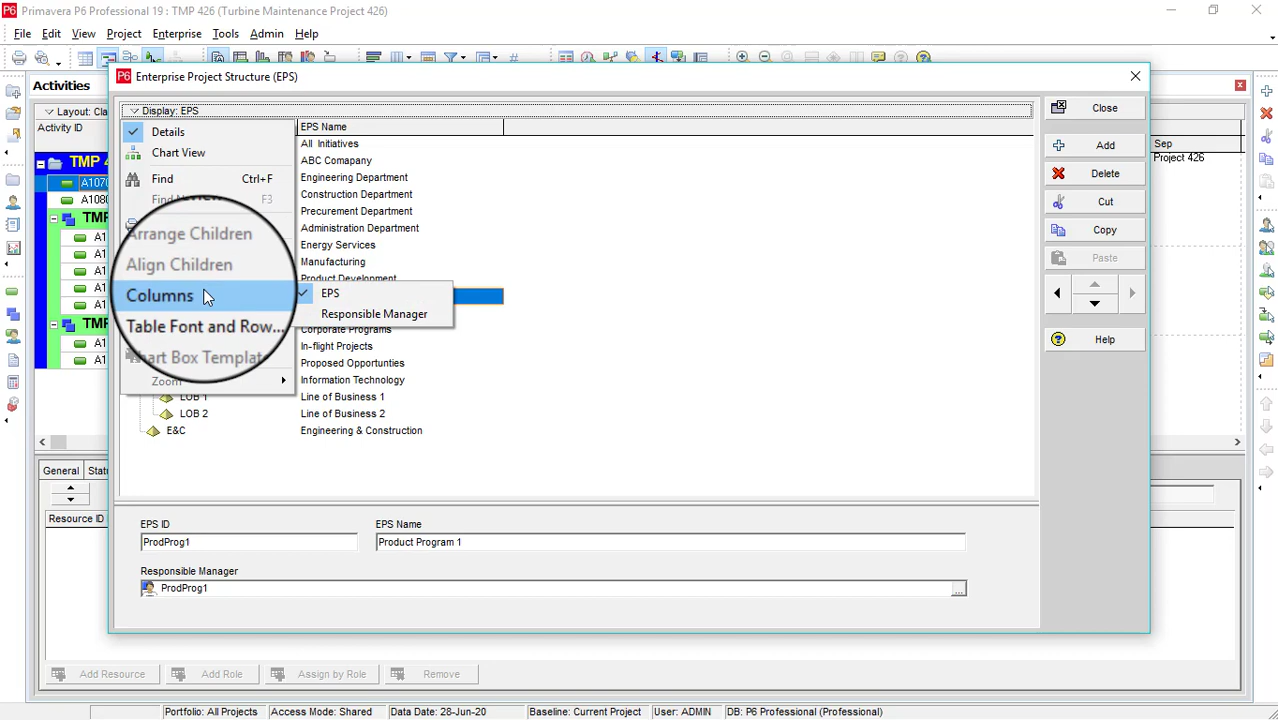 Primavera P6 Professional 19 : TMP 426 (Turbine Maintenance Project 426)
File Edit View Project Enterprise Tools Admin Help
Activities
Enterprise Project Structure (EPS)
Layout: Cla
Activity ID
Display: EPS
EPS Name
Details
Chart View
Find Ctrl+F
F3
Arrange Children
Align Children
Columns
Table Font and Row...
Zoom
EPS
Responsible Manager
All Initiatives
ABC Comapany
Engineering Department
Construction Department
Procurement Department
Administration Department
Energy Services
Manufacturing
Product Development
Corporate Programs
In-flight Projects
Proposed Opportunties
Information Technology
LOB 1 Line of Business 1
LOB 2 Line of Business 2
E&C Engineering & Construction
Close
Add
Delete
Cut
Copy
Paste
Help
Sep
Project 426
TMP 4
A1070
A1080
TMP
A1
A1
A1
A1
A1
TMP
A1
A1
General Statu
Resource ID
EPS ID EPS Name
ProdProg1 Product Program 1
Responsible Manager
ProdProg1
Add Resource Add Role Assign by Role Remove
Portfolio: All Projects Access Mode: Shared Data Date: 28-Jun-20 Baseline: Current Project User: ADMIN DB: P6 Professional (Professional)